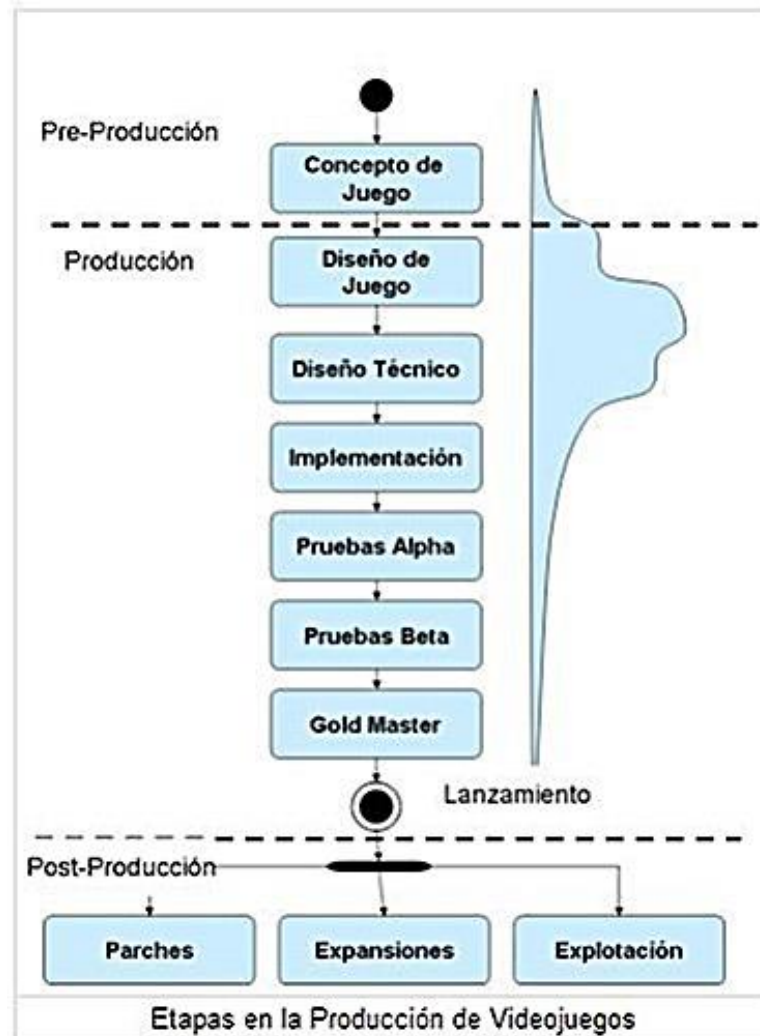 Pre-Producción
Concepto de
Juego
Producción
Diseño de
Juego
Diseño Técnico
Implementación
Pruebas Alpha
Pruebas Beta
Gold Master
Lanzamiento
Post-Producción
Parches
Expansiones
Explotación
Etapas en la Producción de Videojuegos